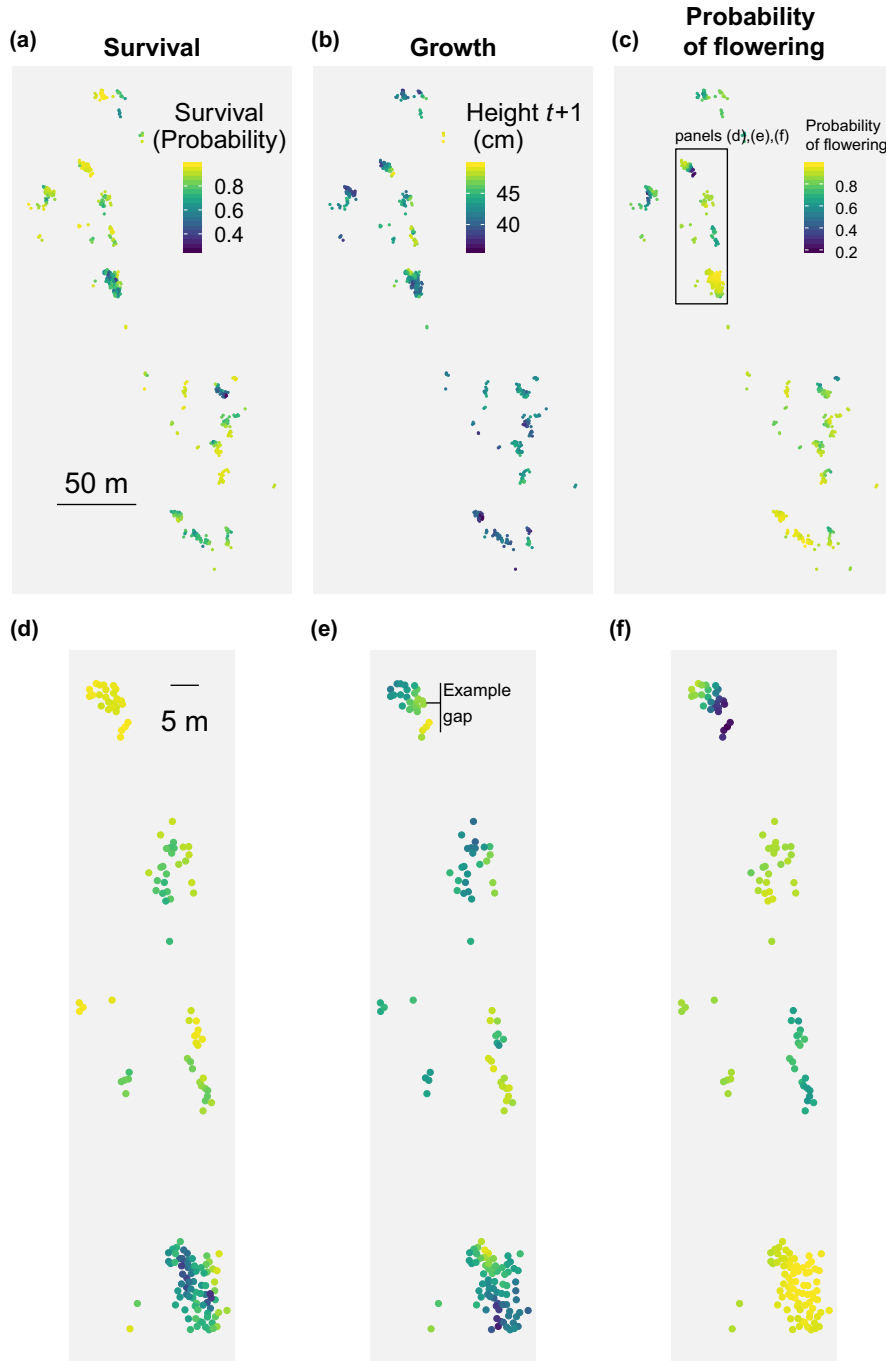 (a)
Survival
(b)
Growth
(c)
Probability
of flowering
Survival
(Probability)
0.8
0.6
0.4
50 m
Height t+1
(cm)
45
40
panels (d),(e),(f)
Probability
of flowering
0.8
0.6
0.4
0.2
(d)
5 m
(e)
Example
gap
(f)